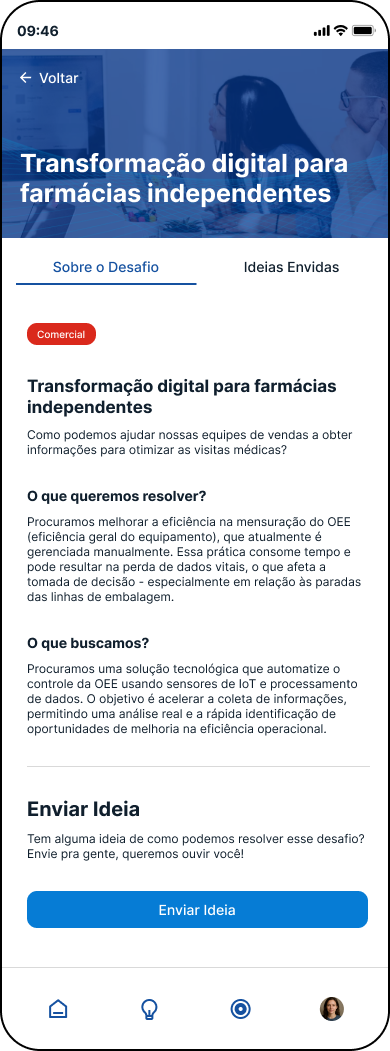 09:46
Voltar
Transformação digital para
farmácias independentes
Sobre o Desafio
Ideias Envidas
Comercial
Transformação digital para farmácias
independentes
Como podemos ajudar nossas equipes de vendas a obter
informações para otimizar as visitas médicas?
O que queremos resolver?
Procuramos melhorar a eficiência na mensuração do OEE
(eficiência geral do equipamento), que atualmente é
gerenciada manualmente. Essa prática consome tempo e
pode resultar na perda de dados vitais, o que afeta a
tomada de decisão - especialmente em relação às paradas
das linhas de embalagem.
O que buscamos?
Procuramos uma solução tecnológica que automatize o
controle da OEE usando sensores de IoT e processamento
de dados. O objetivo é acelerar a coleta de informações,
permitindo uma análise real e a rápida identificação de
oportunidades de melhoria na eficiência operacional.
Enviar Ideia
Tem alguma ideia de como podemos resolver esse desafio?
Envie pra gente, queremos ouvir você!
Enviar Ideia